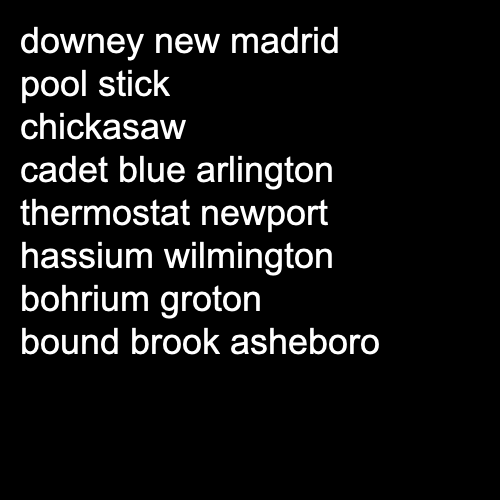 downey new madrid
pool stick
chickasaw
cadet blue arlington
thermostat newport
hassium wilmington
bohrium groton
bound brook asheboro